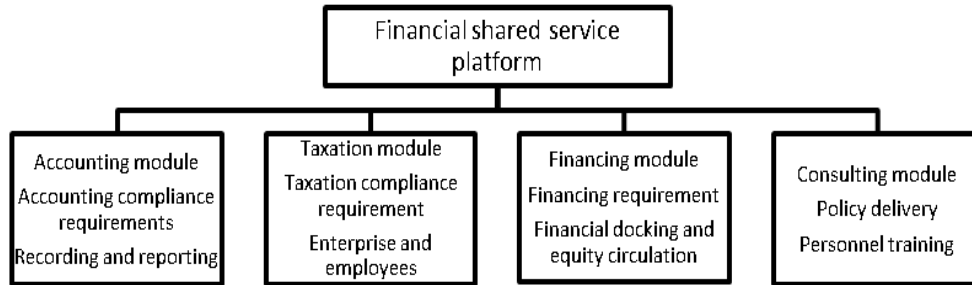 Financial shared service
platform
Accounting module
Accounting compliance
requirements
Recording and reporting
Taxation module
Taxation compliance
requirement
Enterprise and
employees
Financing module
Financing requirement
Financial docking and
equity circulation
Consulting module
Policy delivery
Personnel training